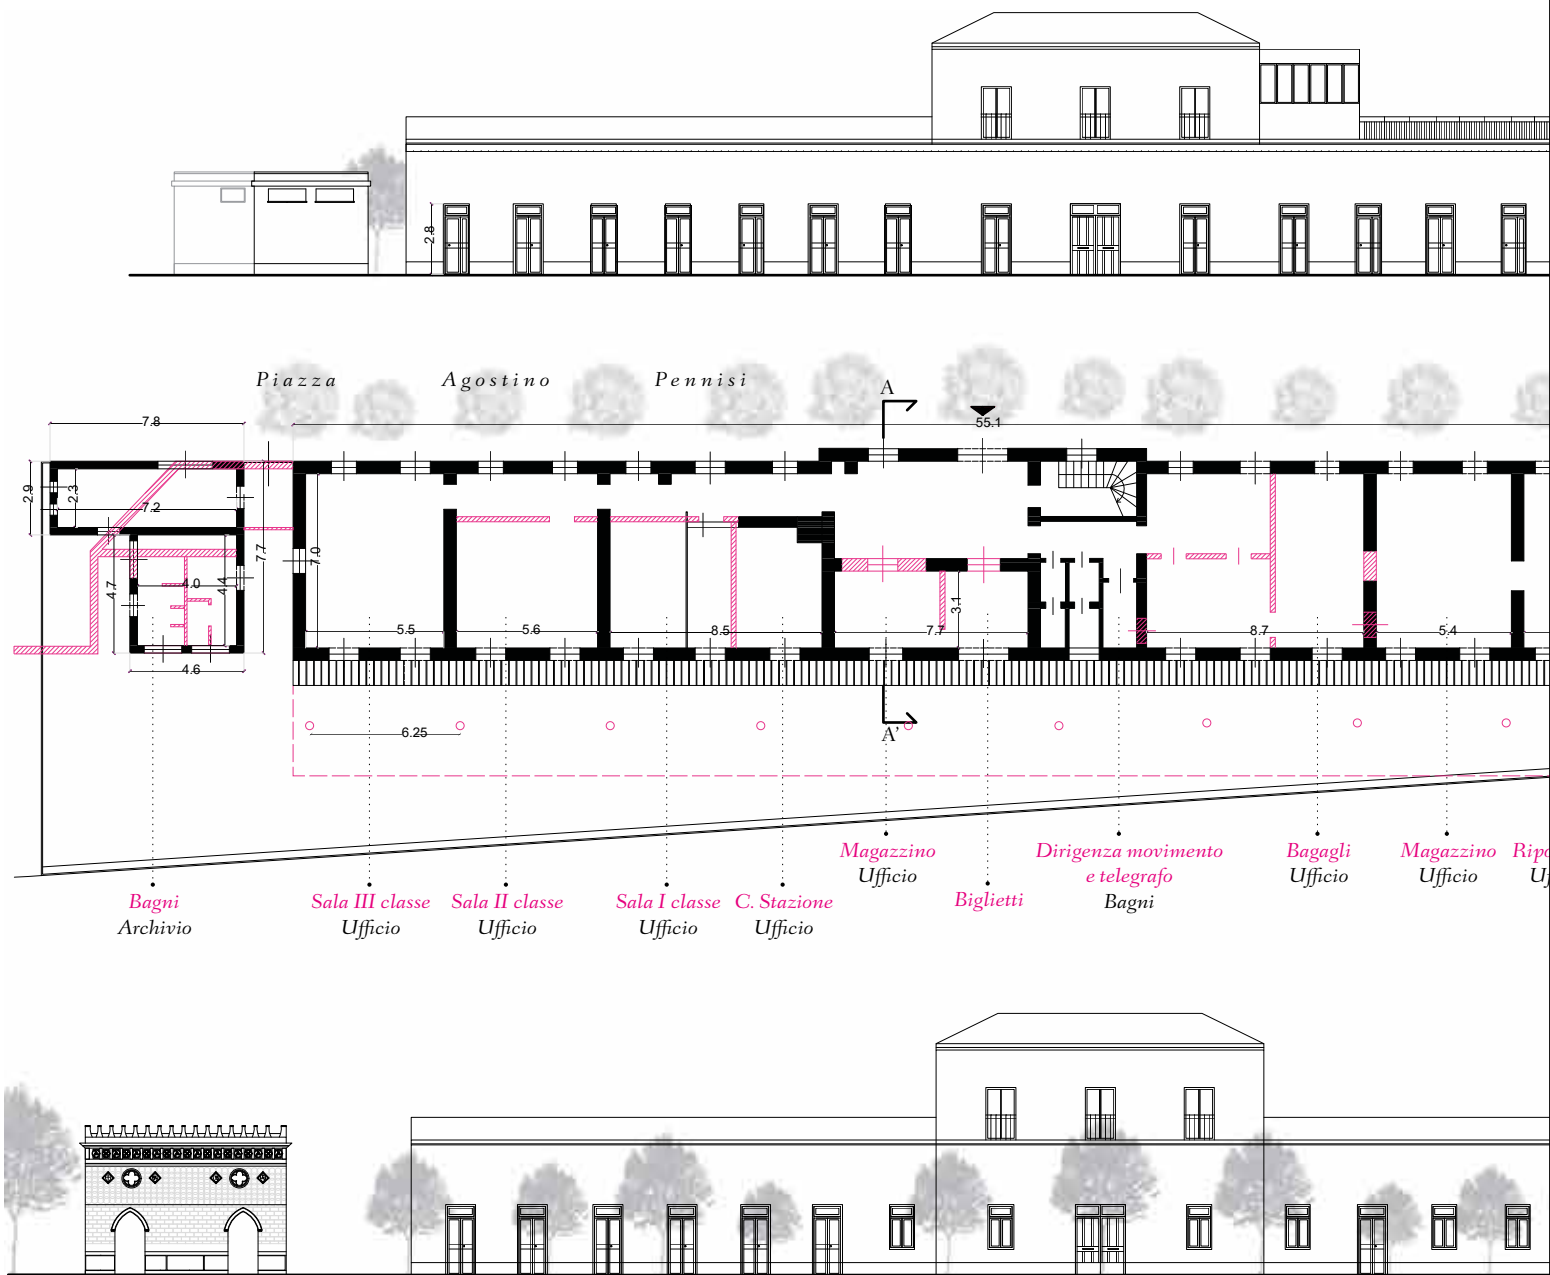 2.8
Piazza Agostino Pennisi
A
7.8
55.1
2.9
2.3
7.2
7.7
7.0
4.7
4.0
4.4
3.1
5.5
5.6
8.5
7.7
8.7
5.4
4.6
6.25
A'
Magazzino
Ufficio
Dirigenza movimento
e telegrafo
Bagni
Bagagli
Ufficio
Magazzino
Ufficio
Bagni
Archivio
Sala III classe
Ufficio
Sala II classe
Ufficio
Sala I classe
Ufficio
C. Stazione
Ufficio
Biglietti